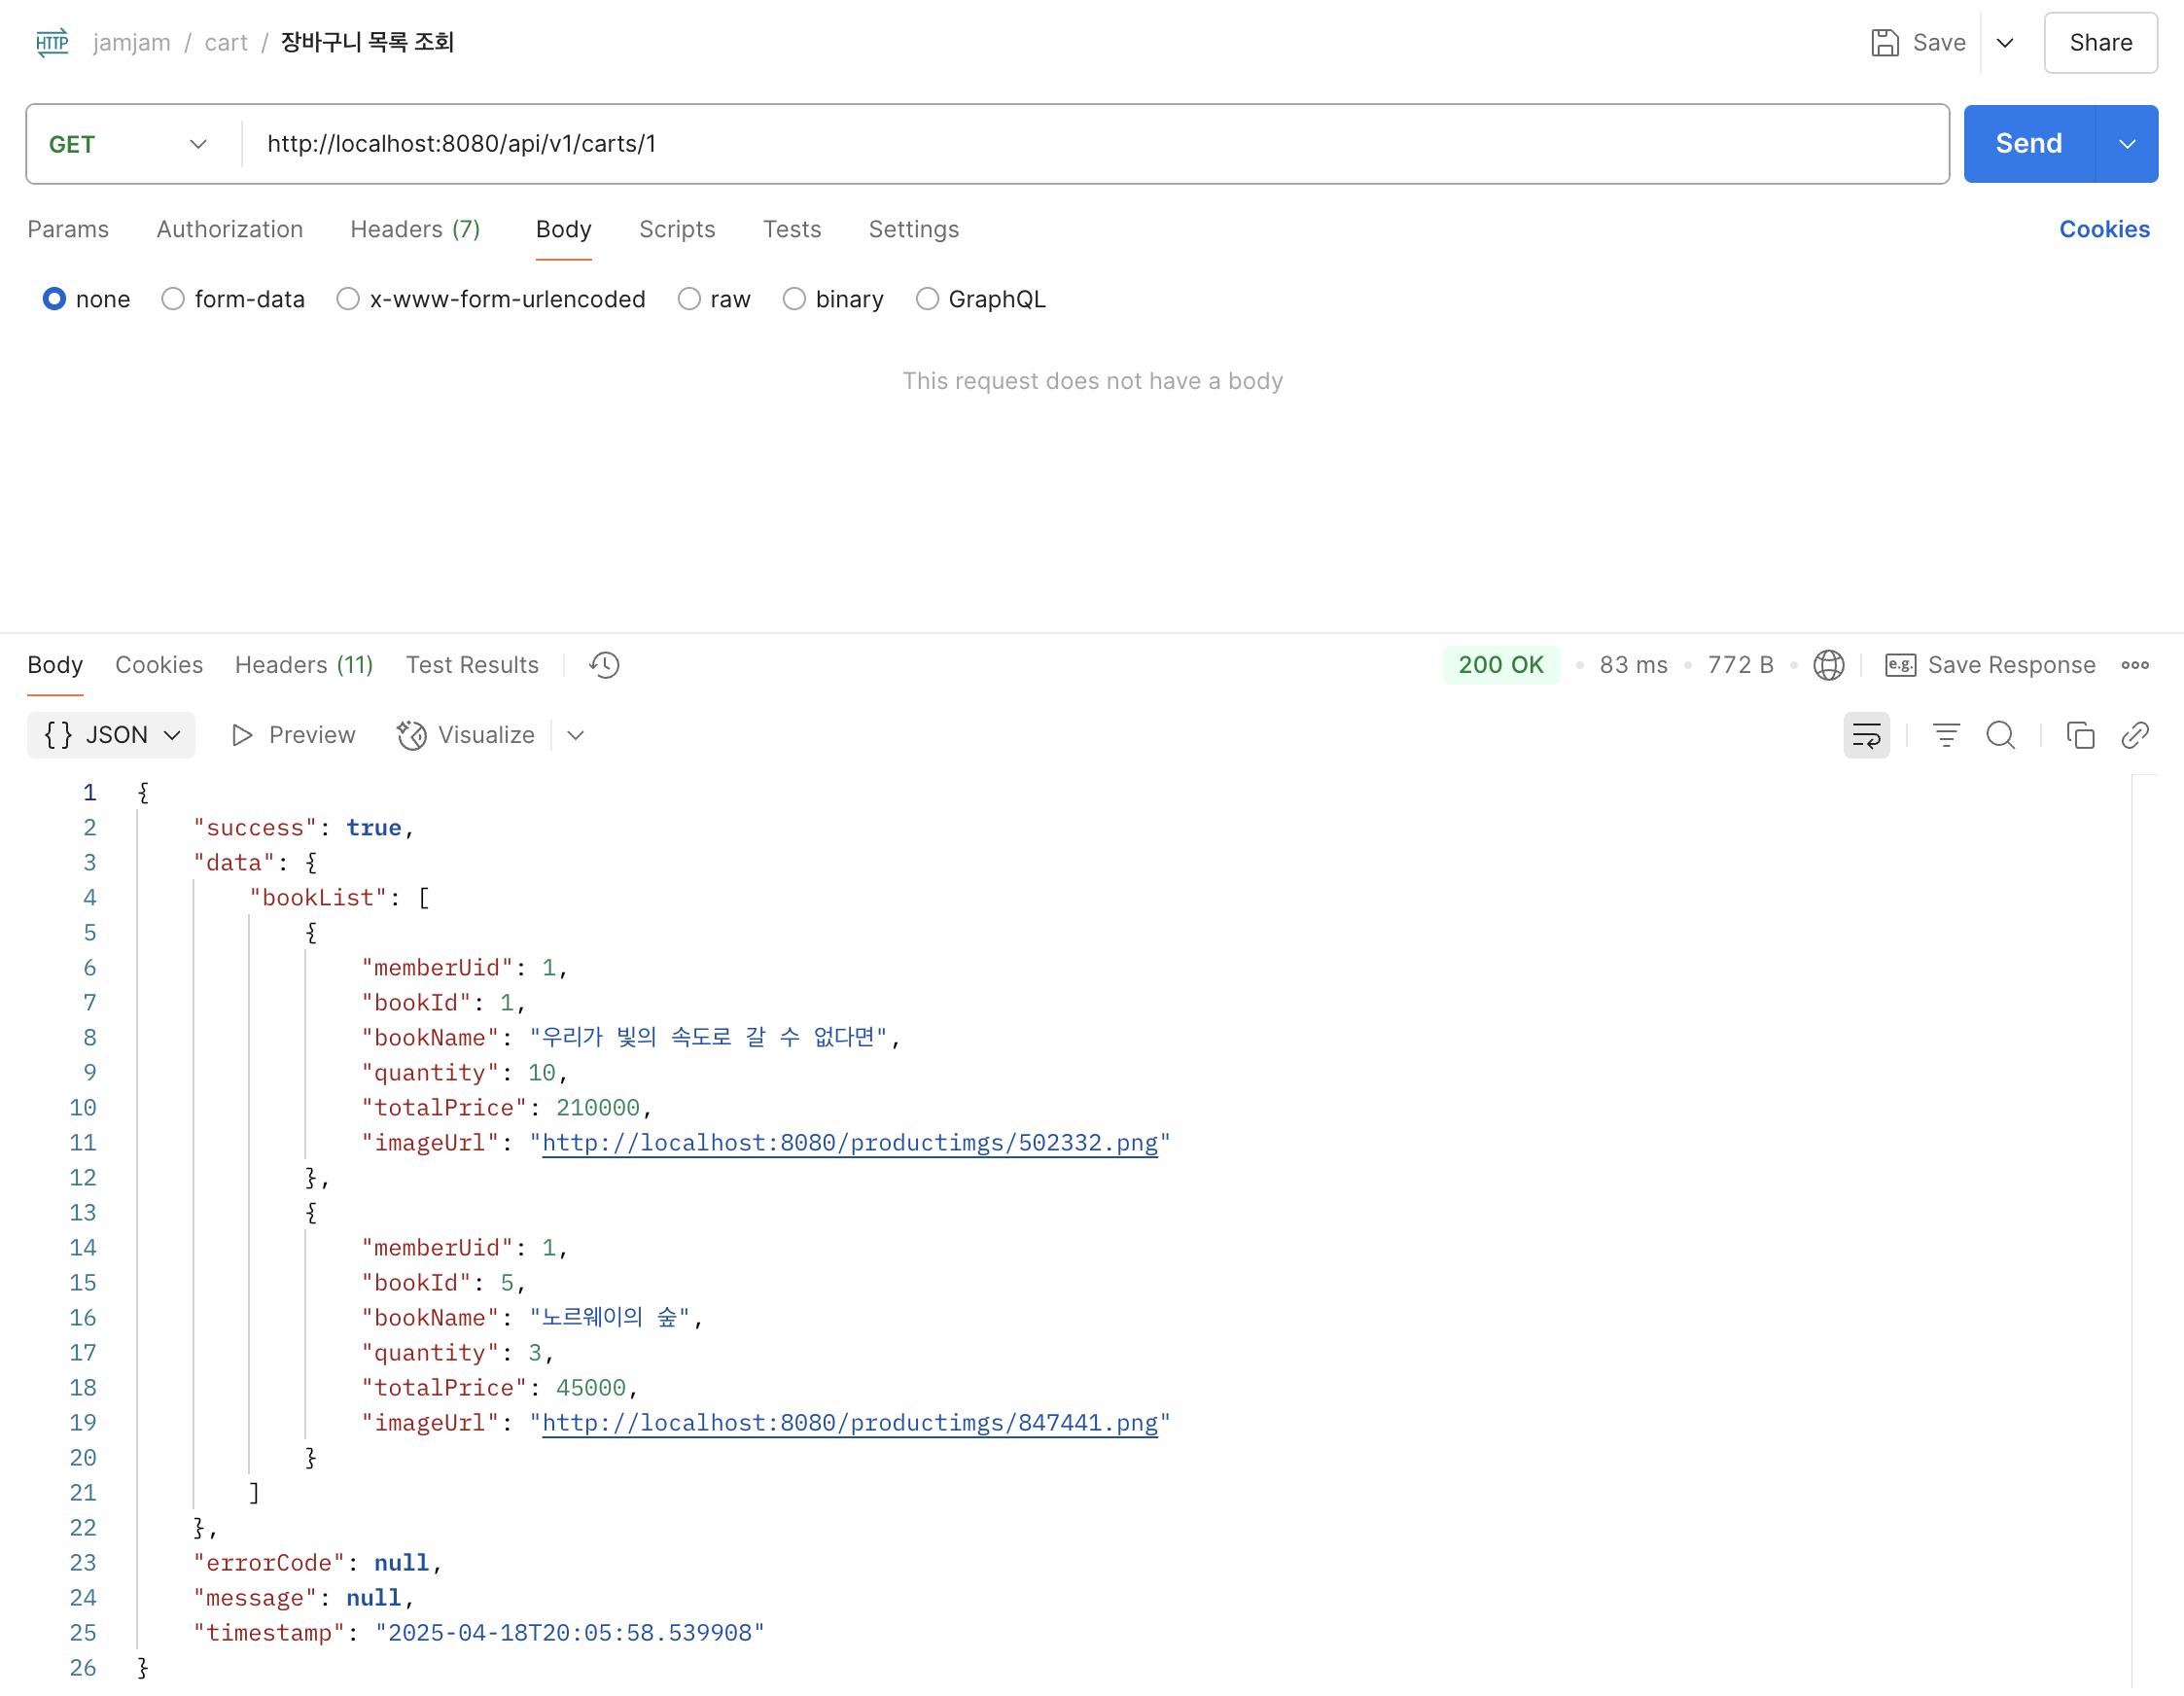 HTTP jamjam / cart / 장바구니 목록 조회 Save Share
GET http://localhost:8080/api/v1/carts/1 Send
Params Authorization Headers (7) Body Scripts Tests Settings Cookies
none form-data x-www-form-urlencoded raw binary GraphQL
This request does not have a body
Body Cookies Headers (11) Test Results 200 OK • 83 ms • 772 B • e.g. Save Response
{ } JSON Preview Visualize
1 {
2 "success": true,
3 "data": {
4 "bookList": [
5 {
6 "memberUid": 1,
7 "bookId": 1,
8 "bookName": "우리가 빛의 속도로 갈 수 없다면",
9 "quantity": 10,
10 "totalPrice": 210000,
11 "imageUrl": "http://localhost:8080/productimgs/502332.png"
12 },
13 {
14 "memberUid": 1,
15 "bookId": 5,
16 "bookName": "노르웨이의 숲",
17 "quantity": 3,
18 "totalPrice": 45000,
19 "imageUrl": "http://localhost:8080/productimgs/847441.png"
20 }
21 ]
22 },
23 "errorCode": null,
24 "message": null,
25 "timestamp": "2025-04-18T20:05:58.539908"
26 }